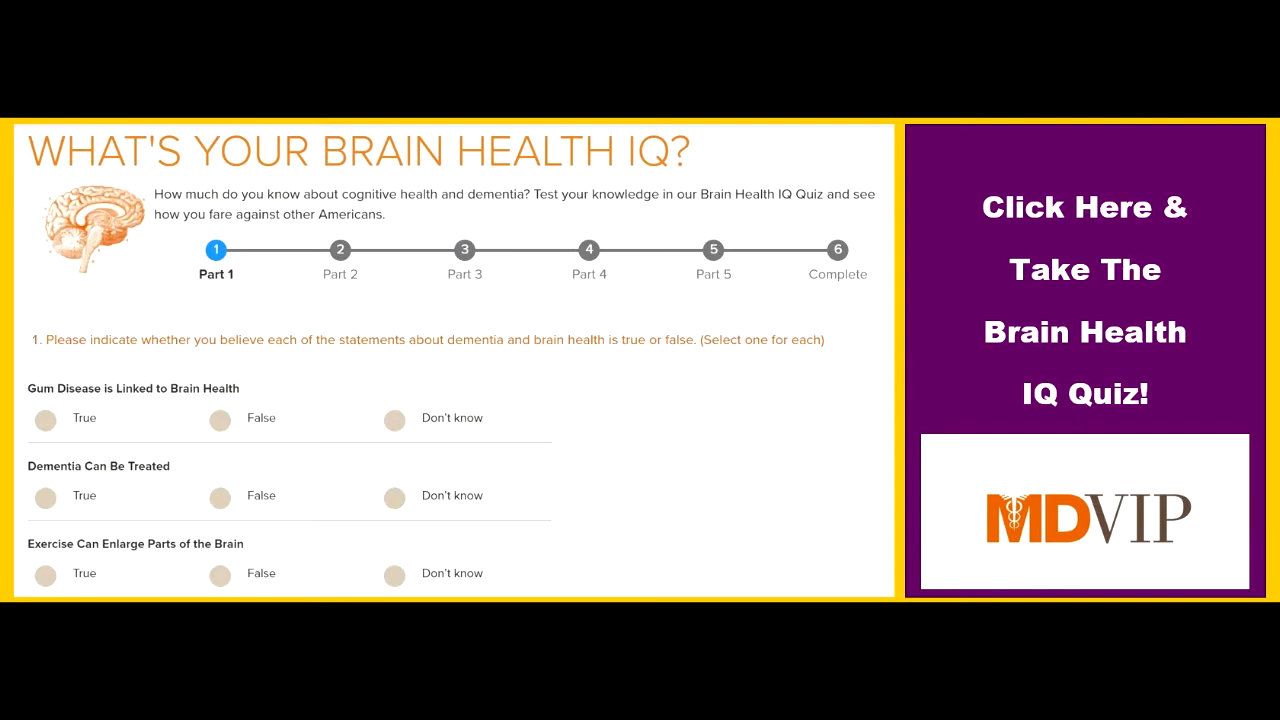 WHAT'S YOUR BRAIN HEALTH IQ?
How much do you know about cognitive health and dementia? Test your knowledge in our Brain Health IQ Quiz and see
how you fare against other Americans.
1 2 3 4 5 6
Part 1 Part 2 Part 3 Part 4 Part 5 Complete
1. Please indicate whether you believe each of the statements about dementia and brain health is true or false. (Select one for each)
Gum Disease is Linked to Brain Health
True False Don't know
Dementia Can Be Treated
True False Don't know
Exercise Can Enlarge Parts of the Brain
True False Don't know
Click Here &
Take The
Brain Health
IQ Quiz!
MDVIP